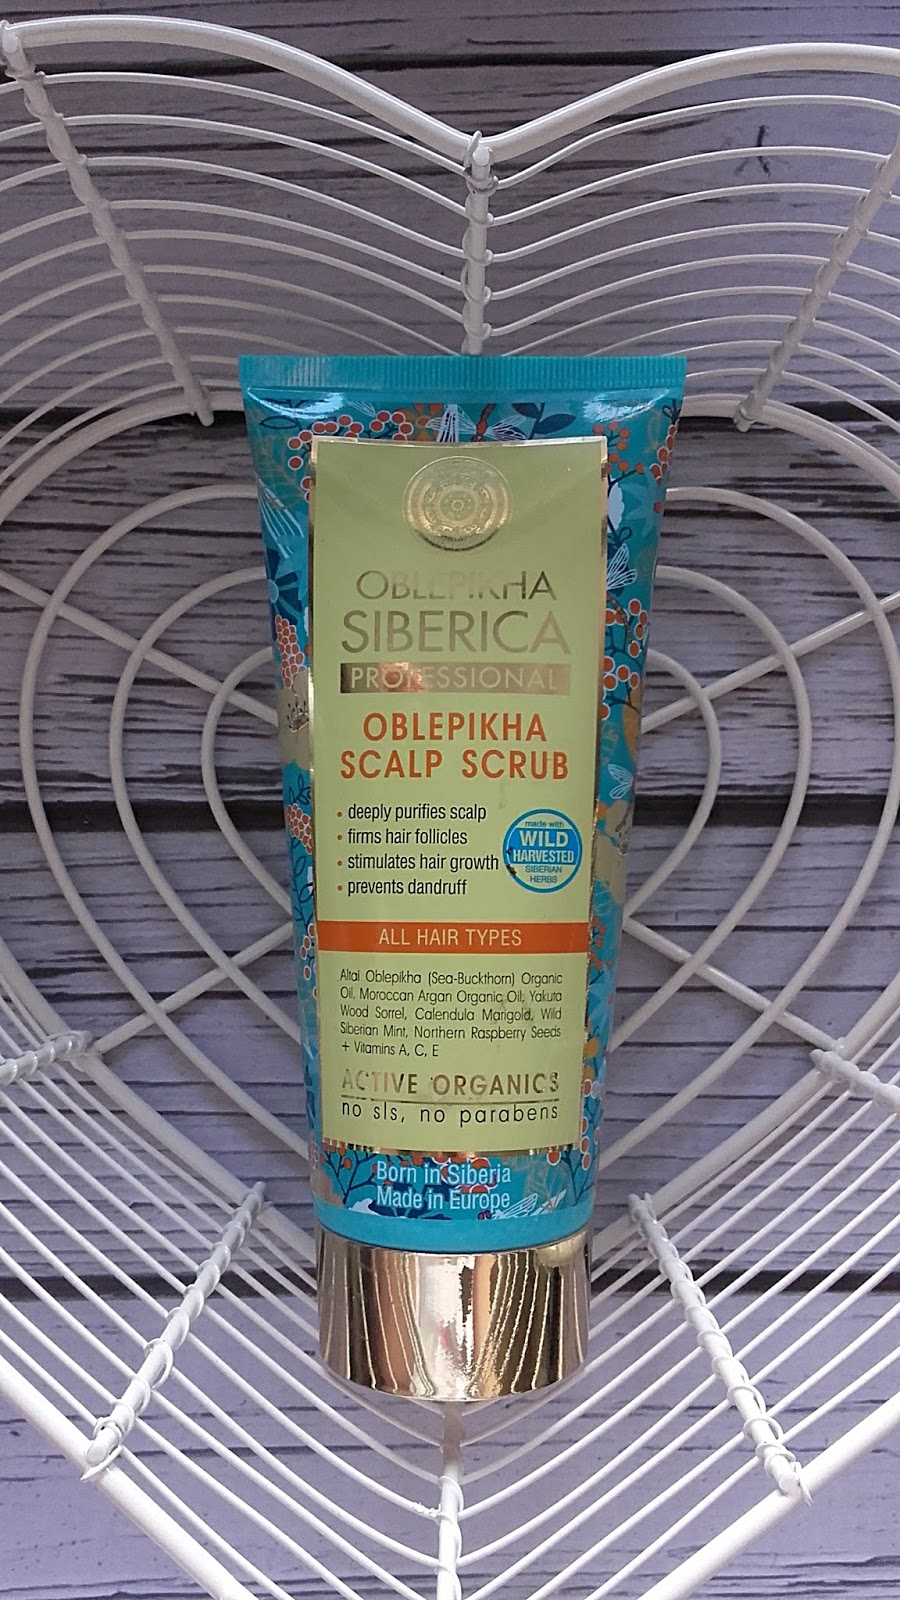 OBLEPIKHA
SIBERICA
PROFESSIONAL
OBLEPIKHA
SCALP SCRUB
• deeply purifies scalp
• firms hair follicles
• stimulates hair growth
• prevents dandruff
made with
WILD
HARVESTED
SIBERIAN
HERBS
ALL HAIR TYPES
Altai Oblepikha (Sea-Buckthorn) Organic
Oil, Moroccan Argan Organic Oil, Yakuta
Wood Sorrel, Calendula Marigold, Wild
Siberian Mint, Northern Raspberry Seeds
+ Vitamins A, C, E
ACTIVE ORGANICS
no sls, no parabens
Born in Siberia
Made in Europe